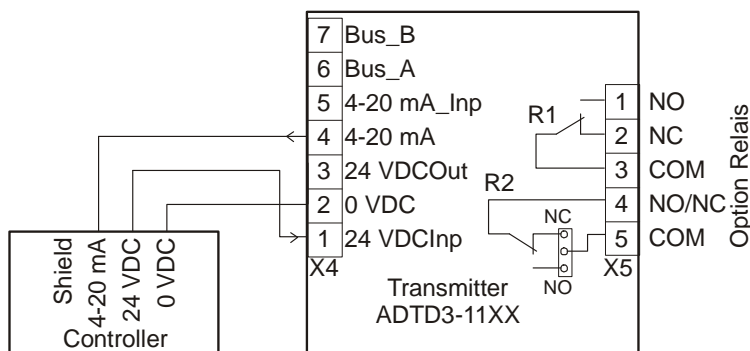 7 Bus_B
6 Bus_A
5 4-20 mA_Inp
4 4-20 mA
3 24 VDCOut
2 0 VDC
1 24 VDCInp
X4
R1
R2
1 NO
2 NC
3 COM
4 NO/NC
5 COM
X5
NC
NO
Option Relais
Transmitter
ADTD3-11XX
Shield
4-20 mA
24 VDC
0 VDC
Controller